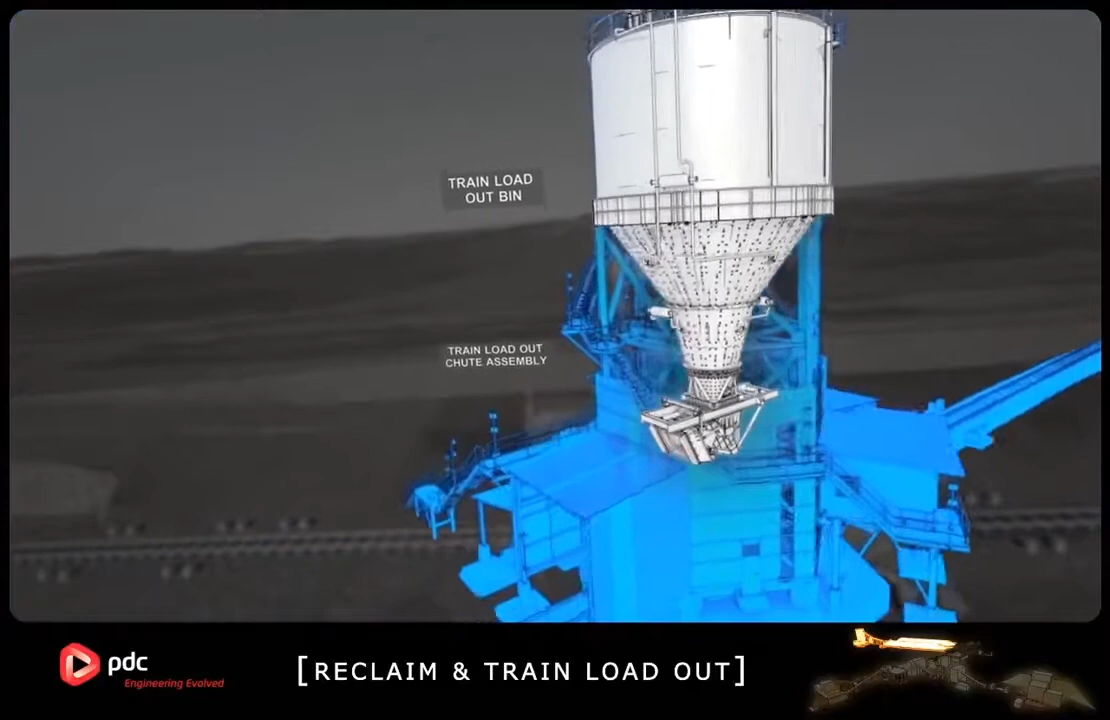 TRAIN LOAD
OUT BIN
TRAIN LOAD OUT
CHUTE ASSEMBLY
pdc
Engineering Evolved
[RECLAIM & TRAIN LOAD OUT]